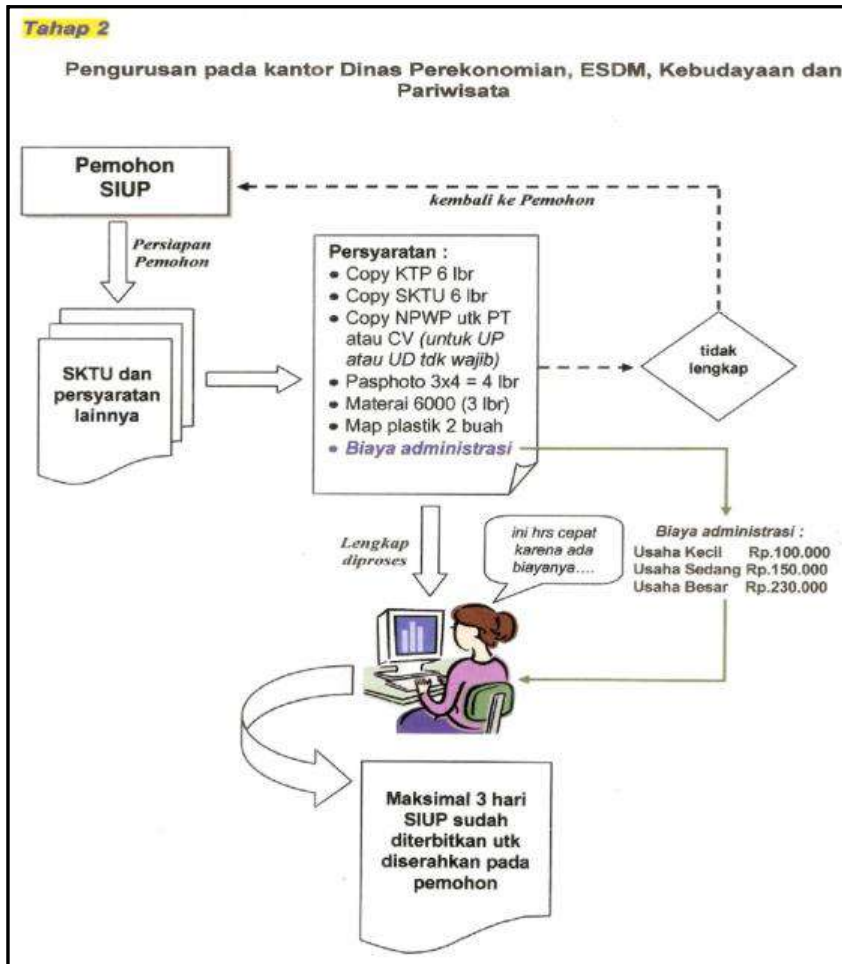 Tahap 2
Pengurusan pada kantor Dinas Perekonomian, ESDM, Kebudayaan dan
Pariwisata
Pemohon
SIUP
kembali ke Pemohon
Persiapan
Pemohon
SKTU dan
persyaratan
lainnya
Persyaratan :
• Copy KTP 6 lbr
• Copy SKTU 6 lbr
• Copy NPWP utk PT
atau CV (untuk UP
atau UD tdk wajib)
• Pasphoto 3x4 = 4 lbr
• Materai 6000 (3 lbr)
• Map plastik 2 buah
• Biaya administrasi
tidak
lengkap
Lengkap
diproses
ini hrs cepat
karena ada
biayanya....
Biaya administrasi :
Usaha Kecil Rp.100.000
Usaha Sedang Rp.150.000
Usaha Besar Rp.230.000
Maksimal 3 hari
SIUP sudah
diterbitkan utk
diserahkan pada
pemohon